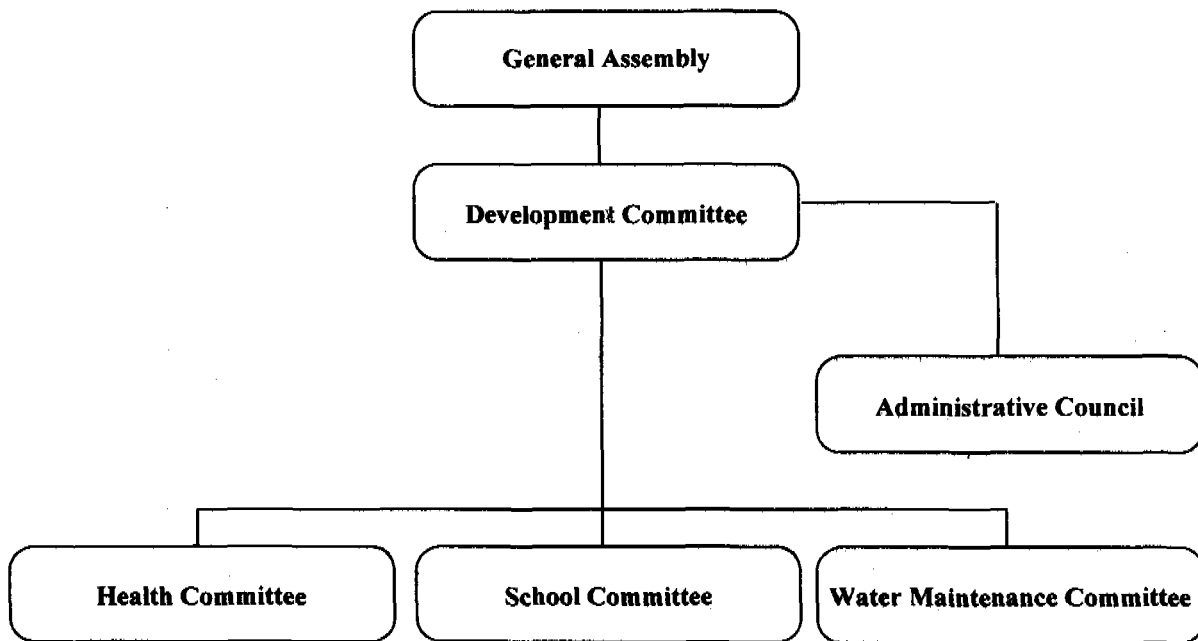 General Assembly
Development Committee
Administrative Council
Health Committee
School Committee
Water Maintenance Committee